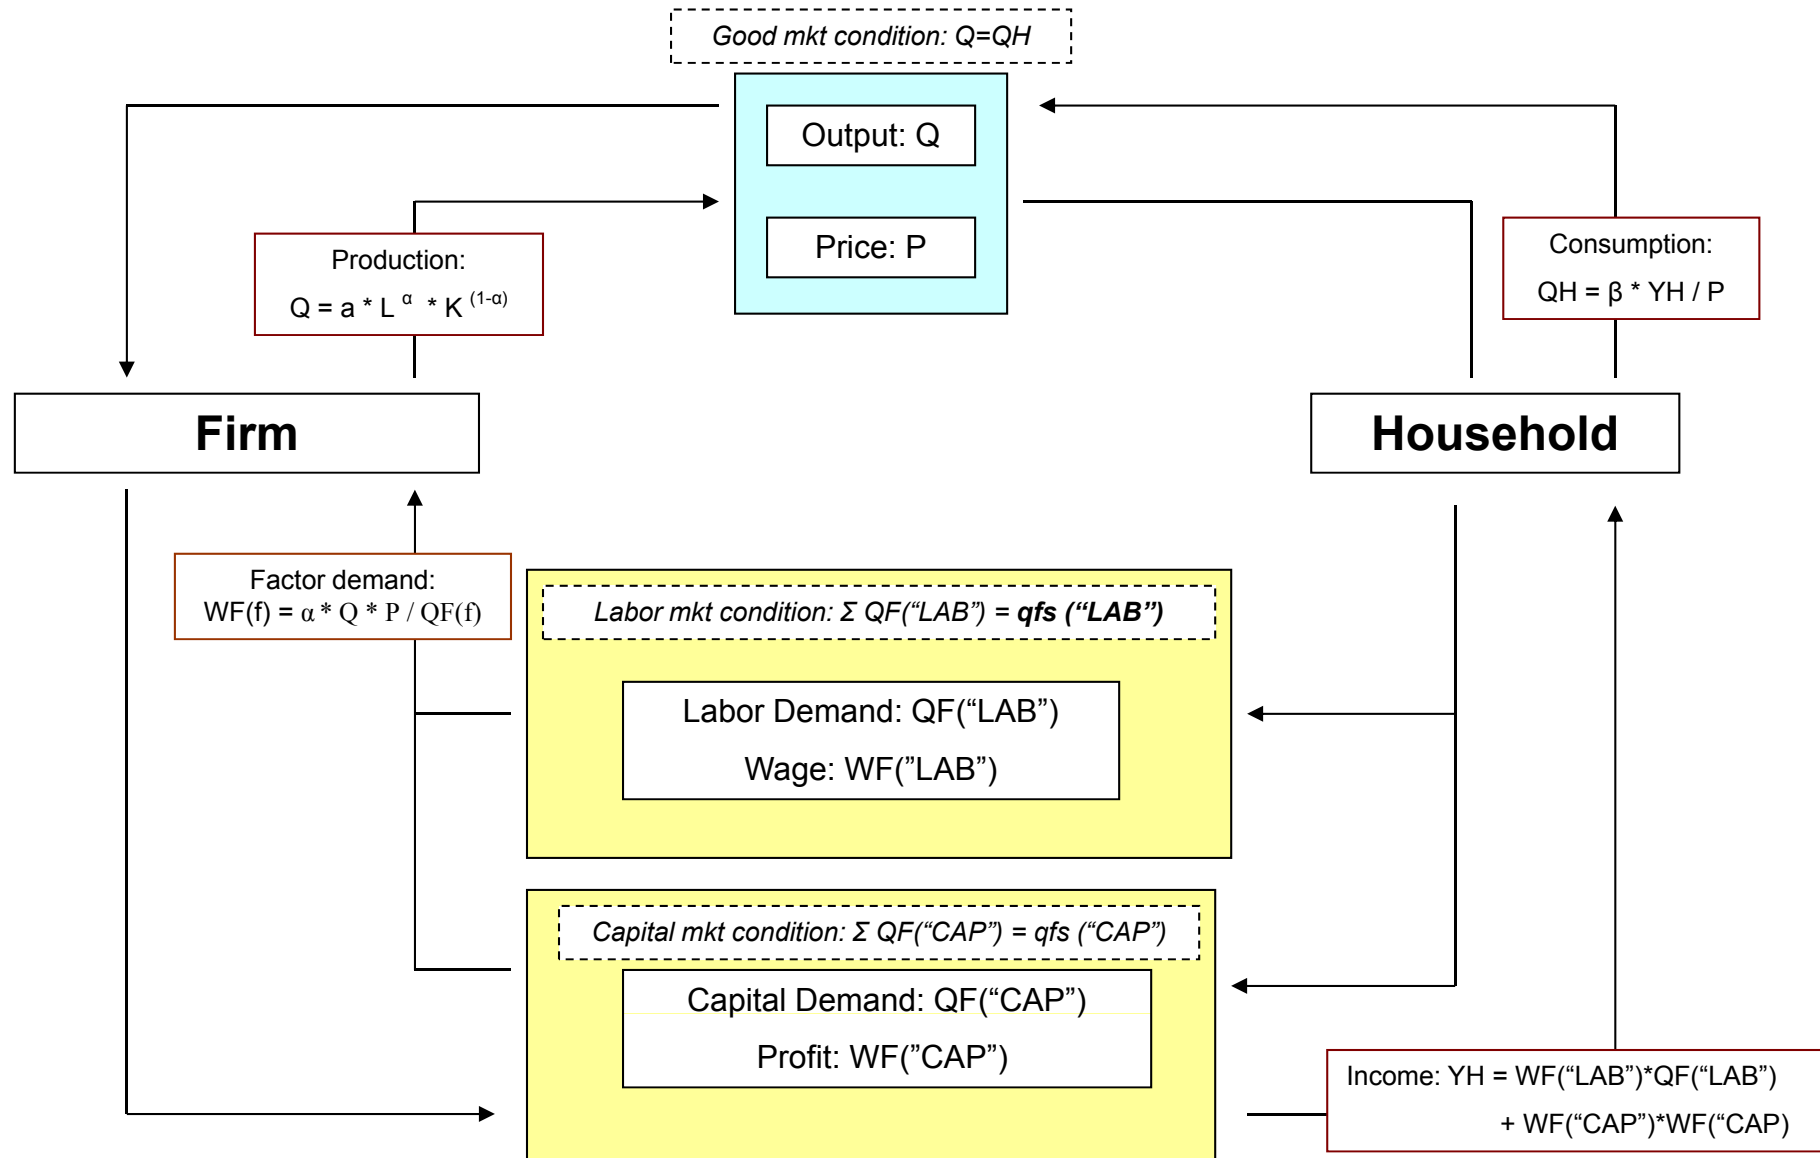 Good mkt condition: Q=QH
Output: Q
Price: P
Production:
Q = a * L ^α * K ^(1-α)
Consumption:
QH = β * YH / P
Firm
Household
Factor demand:
WF(f) = α * Q * P / QF(f)
Labor mkt condition: Σ QF(“LAB”) = qfs (“LAB”)
Labor Demand: QF(“LAB”)
Wage: WF(”LAB”)
Capital mkt condition: Σ QF(“CAP”) = qfs (“CAP”)
Capital Demand: QF(“CAP”)
Profit: WF(”CAP”)
Income: YH = WF(“LAB”)*QF(“LAB”)
+ WF(“CAP”)*WF(“CAP)